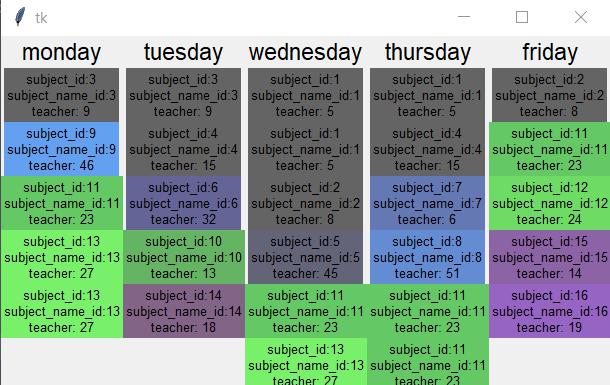 tk
monday tuesday wednesday thursday friday
subject_id:3 subject_id:3 subject_id:1 subject_id:1 subject_id:2
subject_name_id:3 subject_name_id:3 subject_name_id:1 subject_name_id:1 subject_name_id:2
teacher: 9 teacher: 9 teacher: 5 teacher: 5 teacher: 8
subject_id:9 subject_id:4 subject_id:1 subject_id:4 subject_id:11
subject_name_id:9 subject_name_id:4 subject_name_id:1 subject_name_id:4 subject_name_id:11
teacher: 46 teacher: 15 teacher: 5 teacher: 15 teacher: 23
subject_id:11 subject_id:6 subject_id:2 subject_id:7 subject_id:12
subject_name_id:11 subject_name_id:6 subject_name_id:2 subject_name_id:7 subject_name_id:12
teacher: 23 teacher: 32 teacher: 8 teacher: 6 teacher: 24
subject_id:13 subject_id:10 subject_id:5 subject_id:8 subject_id:15
subject_name_id:13 subject_name_id:10 subject_name_id:5 subject_name_id:8 subject_name_id:15
teacher: 27 teacher: 13 teacher: 45 teacher: 51 teacher: 14
subject_id:13 subject_id:14 subject_id:11 subject_id:11 subject_id:16
subject_name_id:13 subject_name_id:14 subject_name_id:11 subject_name_id:11 subject_name_id:16
teacher: 27 teacher: 18 teacher: 23 teacher: 23 teacher: 19
subject_id:13 subject_id:11
subject_name_id:13 subject_name_id:11
teacher: 27 teacher: 23